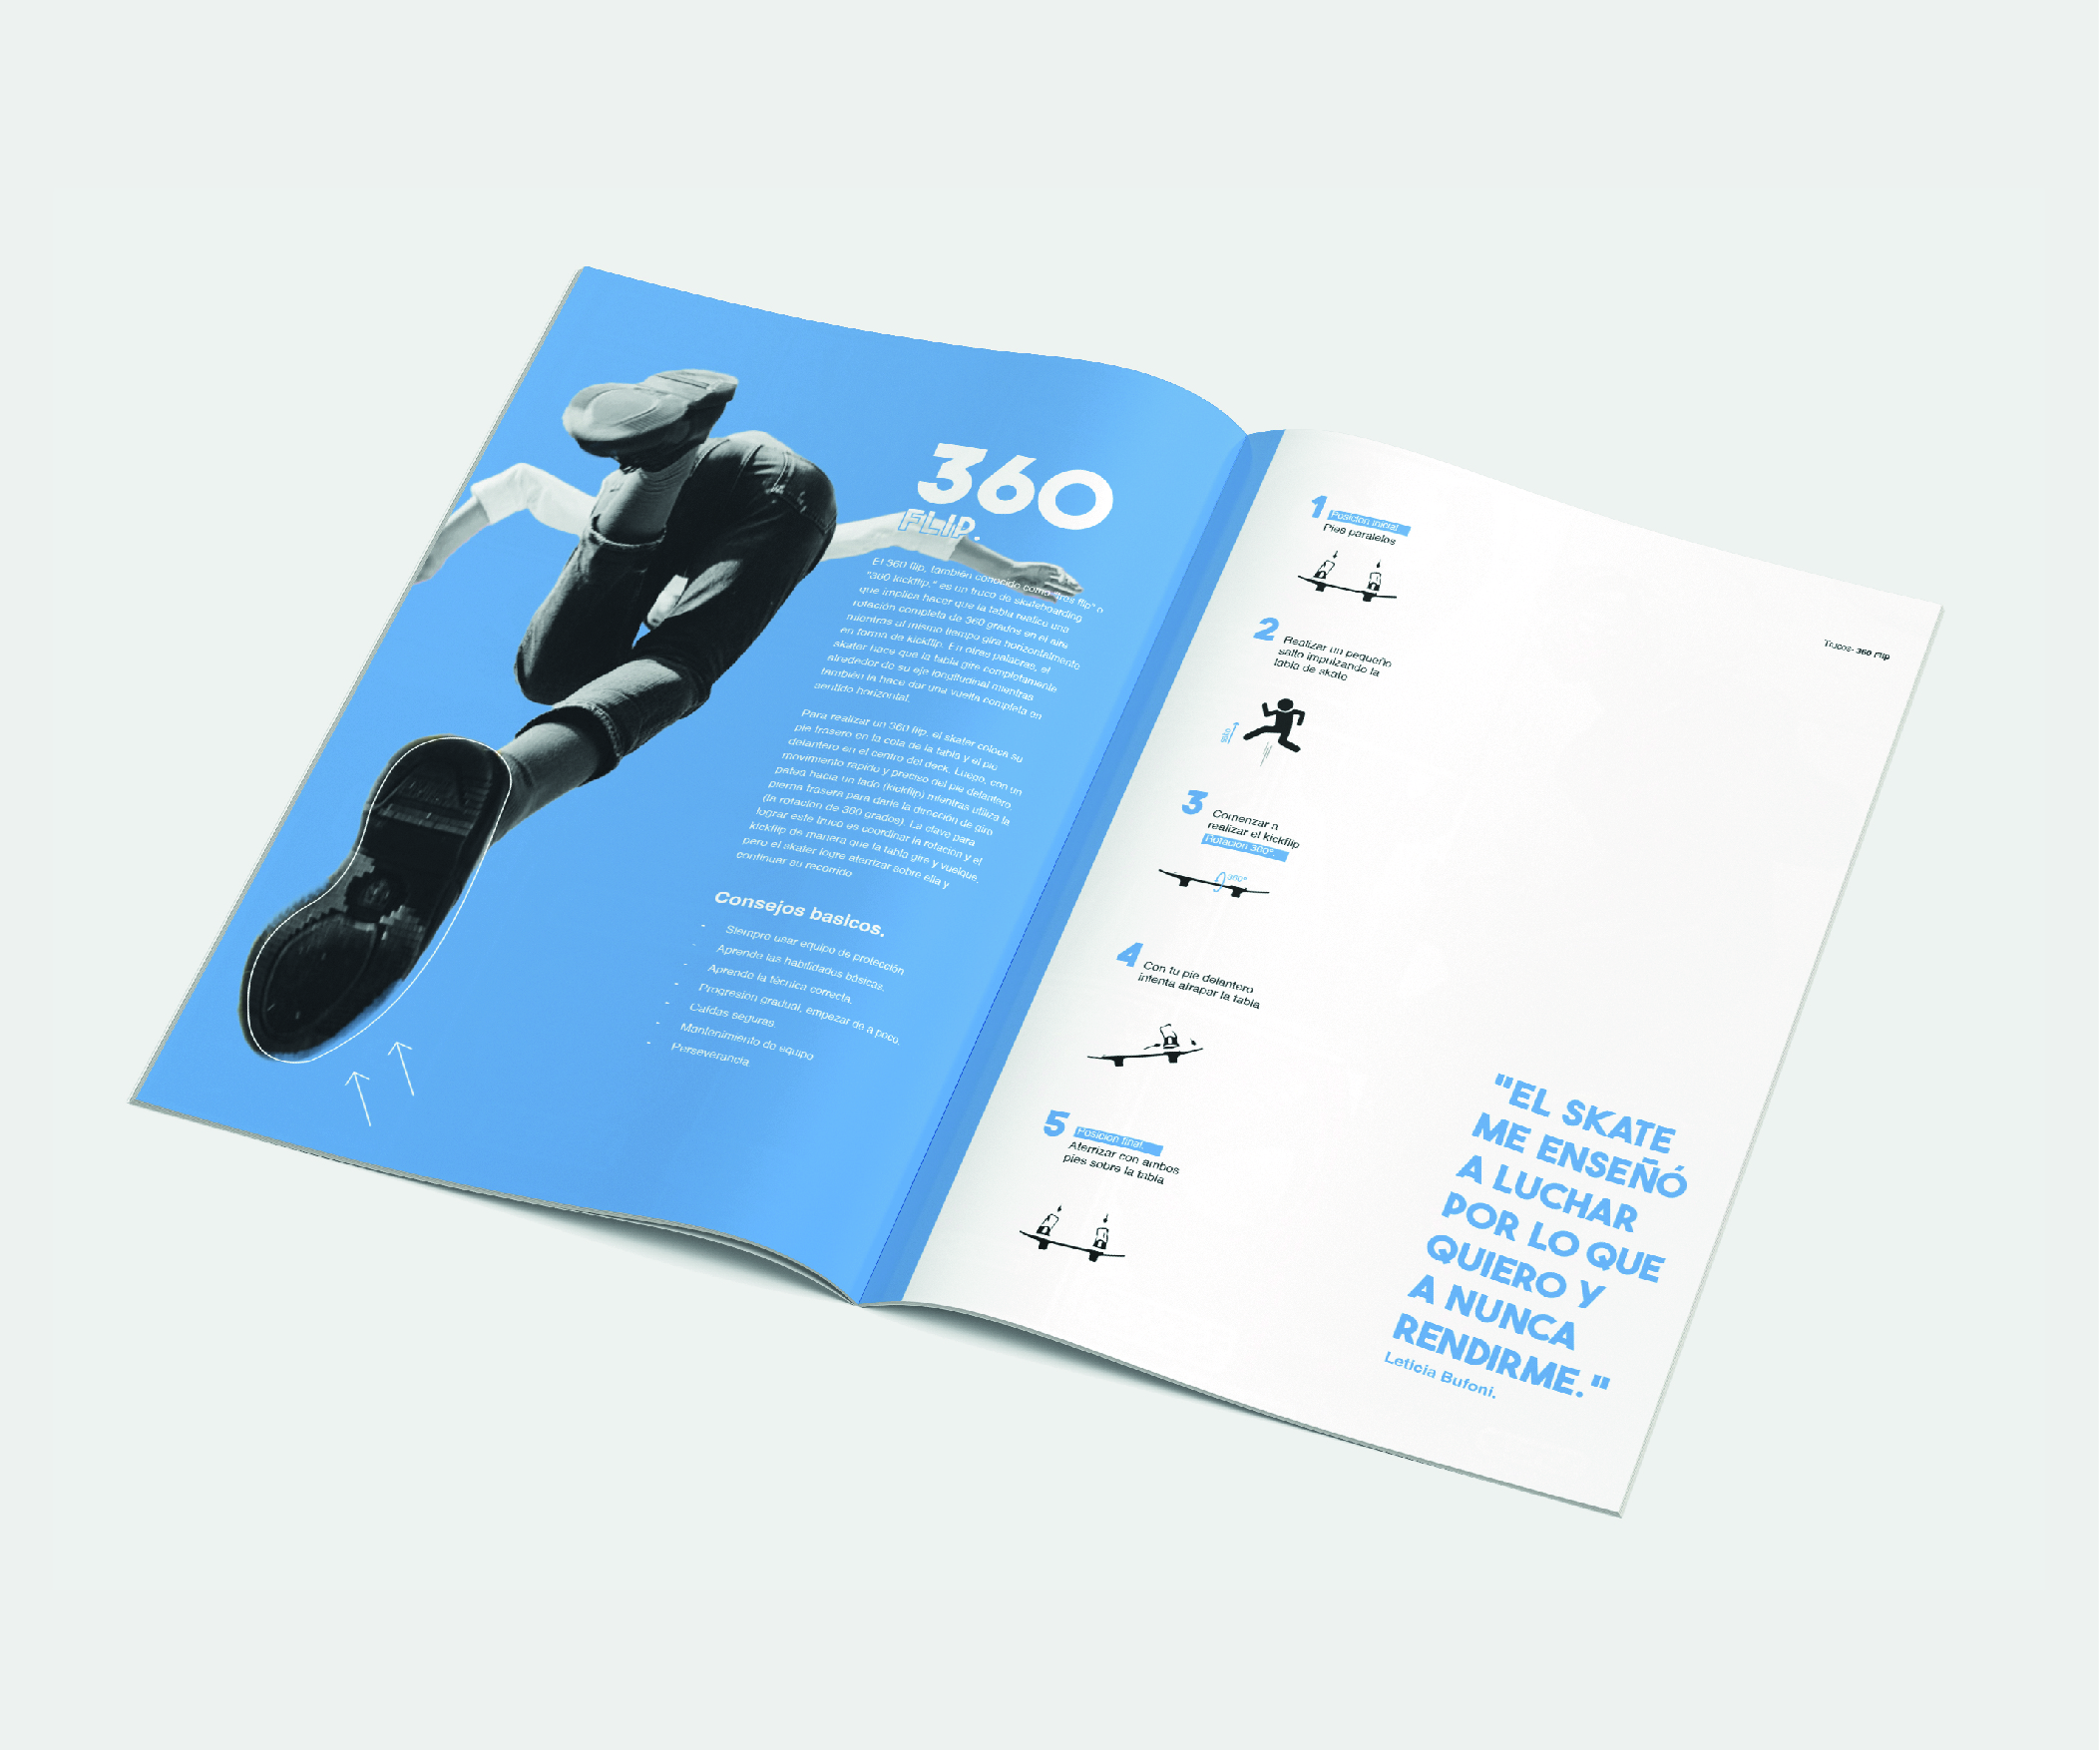 360
FLIP.
El 360 flip, también conocido como "tres flip" o
"360 kickflip," es un truco de skateboarding
que implica hacer que la tabla realice una
rotación completa de 360 grados en el aire
mientras al mismo tiempo gira horizontalmente
en forma de kickflip. En otras palabras, el
skater hace que la tabla gire completamente
alrededor de su eje longitudinal mientras
también la hace dar una vuelta completa en
sentido horizontal.
Para realizar un 360 flip, el skater coloca su
pie trasero en la cola de la tabla y el pie
delantero en el centro del deck. Luego, con un
movimiento rápido y preciso del pie delantero,
patea hacia un lado (kickflip) mientras utiliza la
pierna trasera para darle la dirección de giro
(la rotación de 360 grados). La clave para
lograr este truco es coordinar la rotación y el
kickflip de manera que la tabla gire y vuelque,
pero el skater logre aterrizar sobre ella y
continuar su recorrido
Consejos basicos.
- Siempre usar equipo de protección
- Aprende las habilidades básicas.
- Aprende la técnica correcta.
- Progresión gradual, empezar de a poco.
- Caídas seguras.
- Mantenimiento de equipo
- Perseverancia.
Trucos- 360 Flip
1 Posicion inicial
Pies paralelos
2 Realizar un pequeño
salto impulzando la
tabla de skate
salto
3 Comenzar a
realizar el kickflip
Rotacion 360°
360°
4 Con tu pie delantero
intenta atrapar la tabla
5 Posicion final
Aterrizar con ambos
pies sobre la tabla
"EL SKATE
ME ENSEÑÓ
A LUCHAR
POR LO QUE
QUIERO Y
A NUNCA
RENDIRME."
Leticia Bufoni.